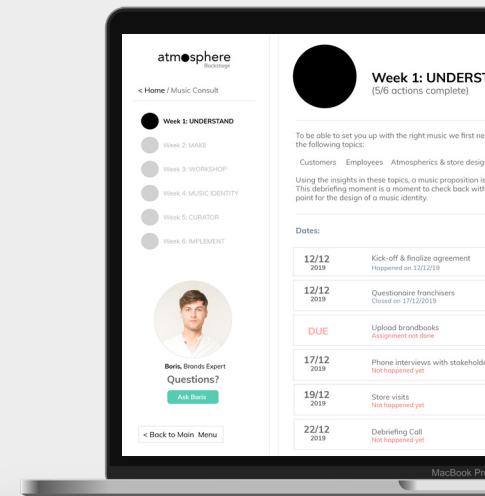 atmosphere
Backstage
< Home / Music Consult
Week 1: UNDERSTAND
Week 2: MAKE
Week 3: WORKSHOP
Week 4: MUSIC IDENTITY
Week 5: CURATOR
Week 6: IMPLEMENT
Boris, Brands Expert
Questions?
Ask Boris
< Back to Main Menu
Week 1: UNDERST
(5/6 actions complete)
To be able to set you up with the right music we first ne
the following topics:
Customers Employees Atmospherics & store desig
Using the insights in these topics, a music proposition is
This debriefing moment is a moment to check back with
point for the design of a music identity.
Dates:
12/12
2019
Kick-off & finalize agreement
Happened on 12/12/19
12/12
2019
Questionaire franchisers
Closed on 17/12/2019
DUE
Upload brandbooks
Assignment not done
17/12
2019
Phone interviews with stakeholde
Not happened yet
19/12
2019
Store visits
Not happened yet
22/12
2019
Debriefing Call
Not happened yet
MacBook Pr